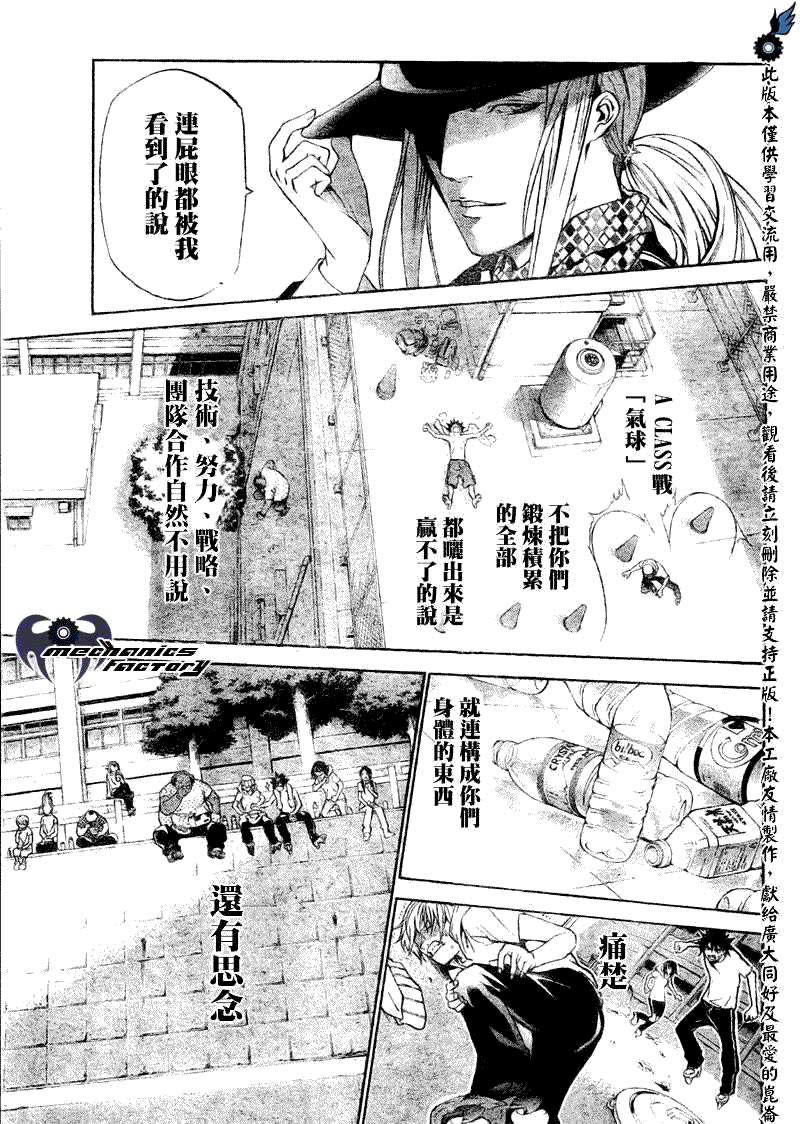 連屁眼都被我
看到了的說
A CLASS戰
「氣球」
不把你們
鍛煉積累
的全部
都曬出來是
贏不了的說
技術、努力、戰略、
團隊合作自然不用說
mechanics
Factory
就連構成你們
身體的東西
bi.boc
CRUSH
痛楚
還有思念
此版本僅供學習交流用，嚴禁商業用途，觀看後請立刻刪除並請支持正版！本工廠友情製作，獻給廣大同好及最愛的崑崙